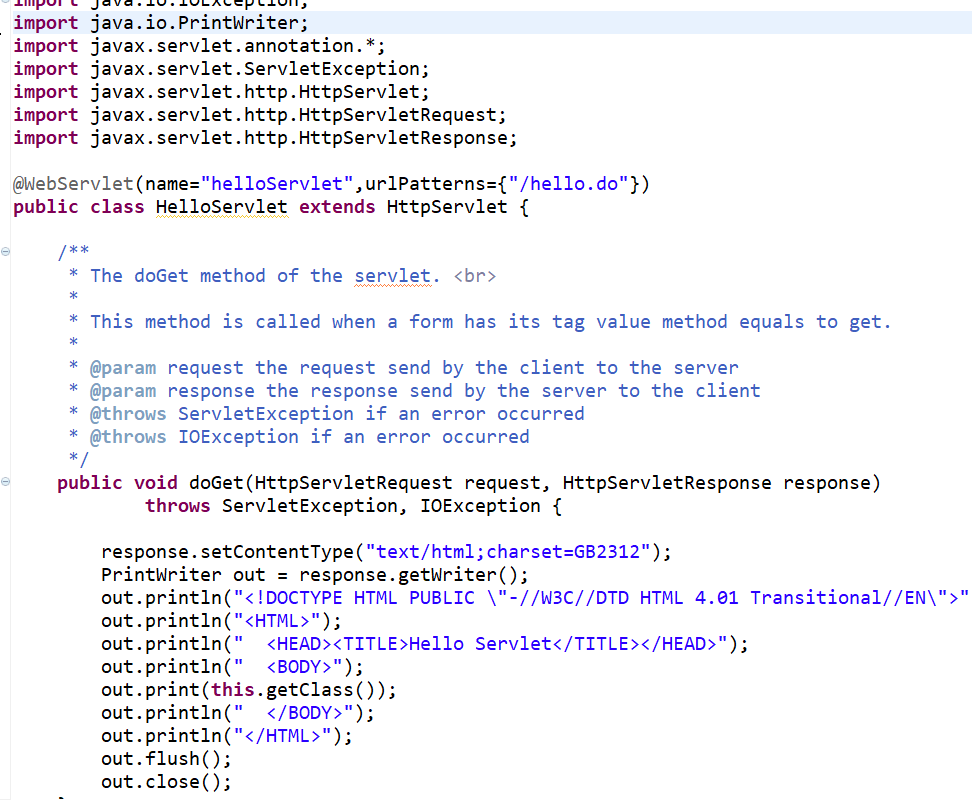 import java.io.IOException;
import java.io.PrintWriter;
import javax.servlet.annotation.*;
import javax.servlet.ServletException;
import javax.servlet.http.HttpServlet;
import javax.servlet.http.HttpServletRequest;
import javax.servlet.http.HttpServletResponse;
@WebServlet(name="helloServlet",urlPatterns={"/hello.do"})
public class HelloServlet extends HttpServlet {
/**
* The doGet method of the servlet. <br>
*
* This method is called when a form has its tag value method equals to get.
*
* @param request the request send by the client to the server
* @param response the response send by the server to the client
* @throws ServletException if an error occurred
* @throws IOException if an error occurred
*/
public void doGet(HttpServletRequest request, HttpServletResponse response)
throws ServletException, IOException {
response.setContentType("text/html;charset=GB2312");
PrintWriter out = response.getWriter();
out.println("<!DOCTYPE HTML PUBLIC \"-//W3C//DTD HTML 4.01 Transitional//EN\">"
out.println("<HTML>");
out.println("  <HEAD><TITLE>Hello Servlet</TITLE></HEAD>");
out.println("  <BODY>");
out.print(this.getClass());
out.println("  </BODY>");
out.println("</HTML>");
out.flush();
out.close();